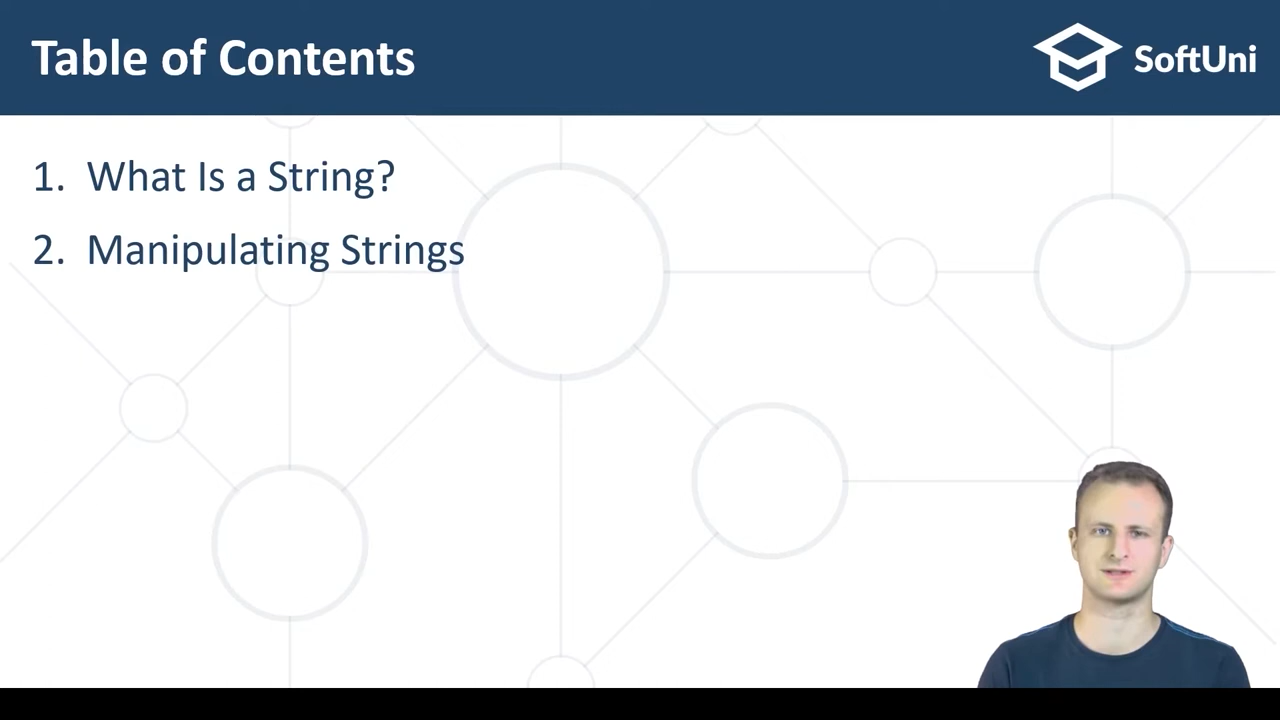 Table of Contents
SoftUni
1. What Is a String?
2. Manipulating Strings